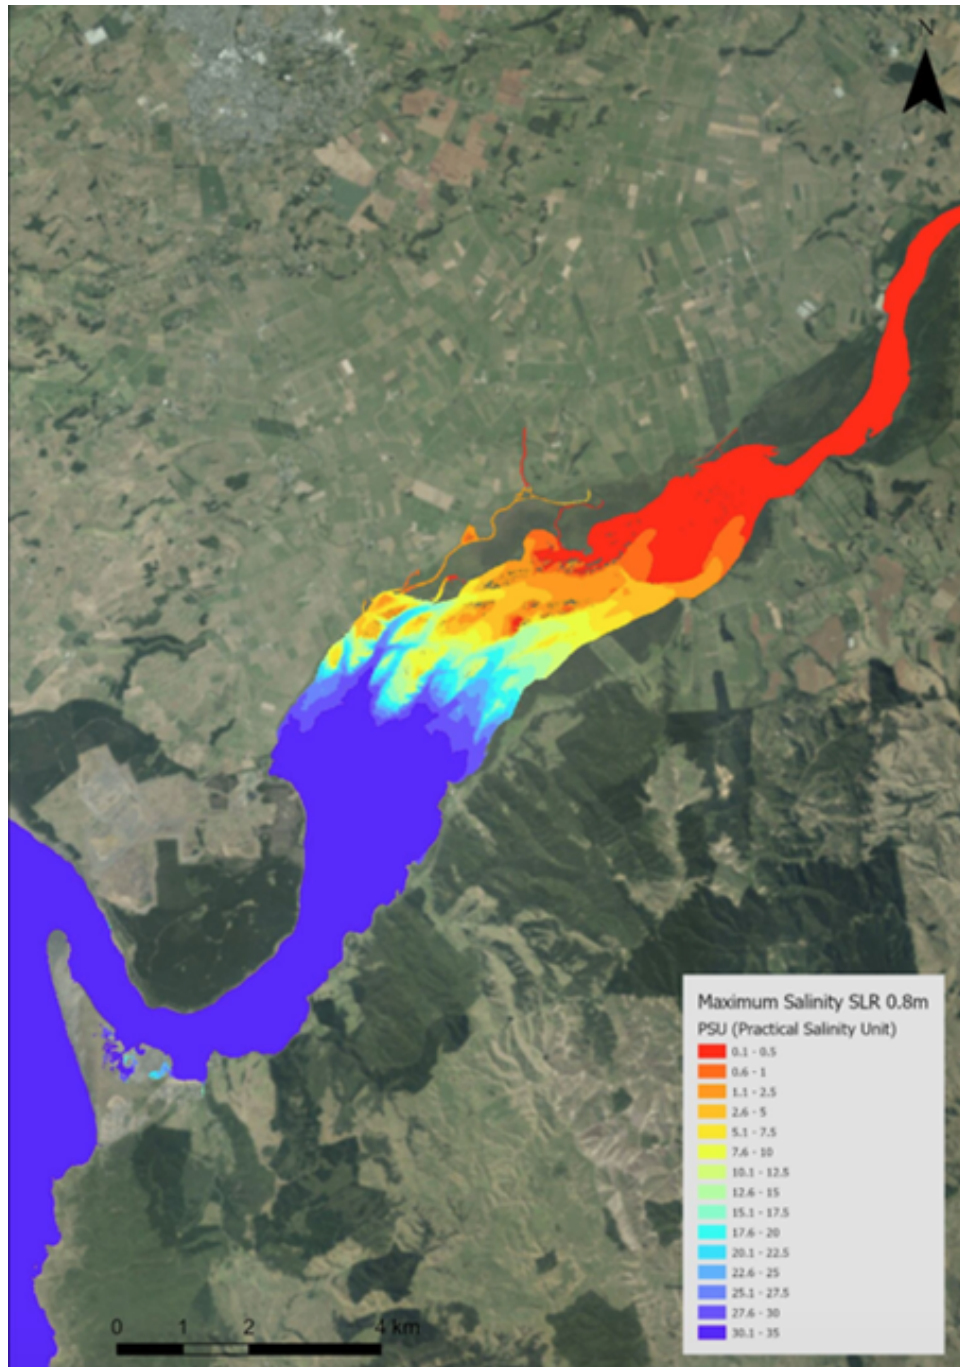 N
Maximum Salinity SLR 0.8m
PSU (Practical Salinity Unit)
0.1 - 0.5
0.6 - 1
1.1 - 2.5
2.6 - 5
5.1 - 7.5
7.6 - 10
10.1 - 12.5
12.6 - 15
15.1 - 17.5
17.6 - 20
20.1 - 22.5
22.6 - 25
25.1 - 27.5
27.6 - 30
30.1 - 35
0 1 2 4 km